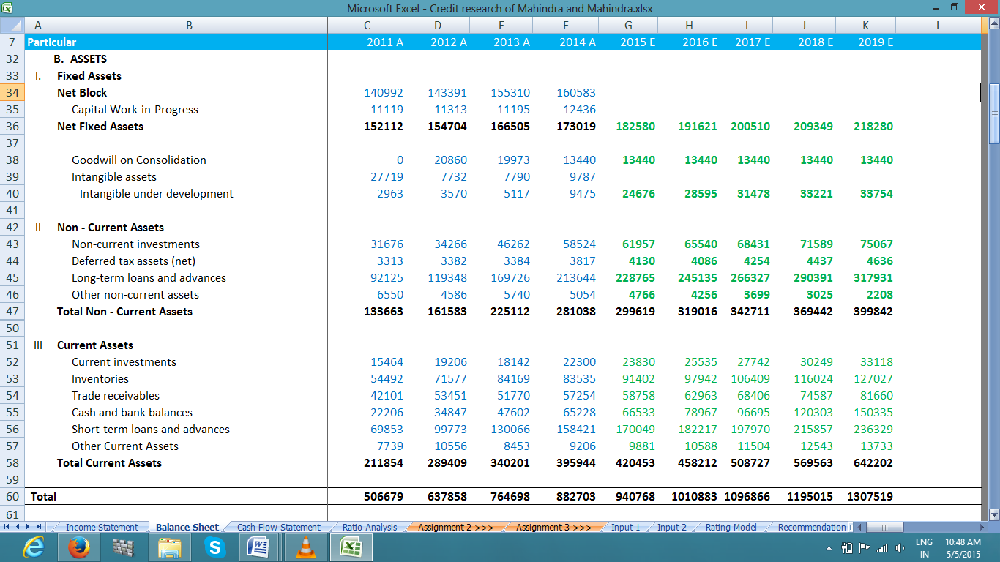 Microsoft Excel - Credit research of Mahindra and Mahindra.xlsx
A B C D E F G H I J K L
7 Particular 2011 A 2012 A 2013 A 2014 A 2015 E 2016 E 2017 E 2018 E 2019 E
32 B. ASSETS
33 I. Fixed Assets
34 Net Block 140992 143391 155310 160583
35 Capital Work-in-Progress 11119 11313 11195 12436
36 Net Fixed Assets 152112 154704 166505 173019 182580 191621 200510 209349 218280
37
38 Goodwill on Consolidation 0 20860 19973 13440 13440 13440 13440 13440 13440
39 Intangible assets 27719 7732 7790 9787
40 Intangible under development 2963 3570 5117 9475 24676 28595 31478 33221 33754
41
42 II Non - Current Assets
43 Non-current investments 31676 34266 46262 58524 61957 65540 68431 71589 75067
44 Deferred tax assets (net) 3313 3382 3384 3817 4130 4086 4254 4437 4636
45 Long-term loans and advances 92125 119348 169726 213644 228765 245135 266327 290391 317931
46 Other non-current assets 6550 4586 5740 5054 4766 4256 3699 3025 2208
47 Total Non - Current Assets 133663 161583 225112 281038 299619 319016 342711 369442 399842
50
51 III Current Assets
52 Current investments 15464 19206 18142 22300 23830 25535 27742 30249 33118
53 Inventories 54492 71577 84169 83535 91402 97942 106409 116024 127027
54 Trade receivables 42101 53451 51770 57254 58758 62963 68406 74587 81660
55 Cash and bank balances 22206 34847 47602 65228 66533 78967 96695 120303 150335
56 Short-term loans and advances 69853 99773 130066 158421 170049 182217 197970 215857 236329
57 Other Current Assets 7739 10556 8453 9206 9881 10588 11504 12543 13733
58 Total Current Assets 211854 289409 340201 395944 420453 458212 508727 569563 642202
59
60 Total 506679 637858 764698 882703 940768 1010883 1096866 1195015 1307519
61
Income Statement Balance Sheet Cash Flow Statement Ratio Analysis Assignment 2 >>> Assignment 3 >>> Input 1 Input 2 Rating Model Recommendation
ENG 10:48 AM
IN 5/5/2015